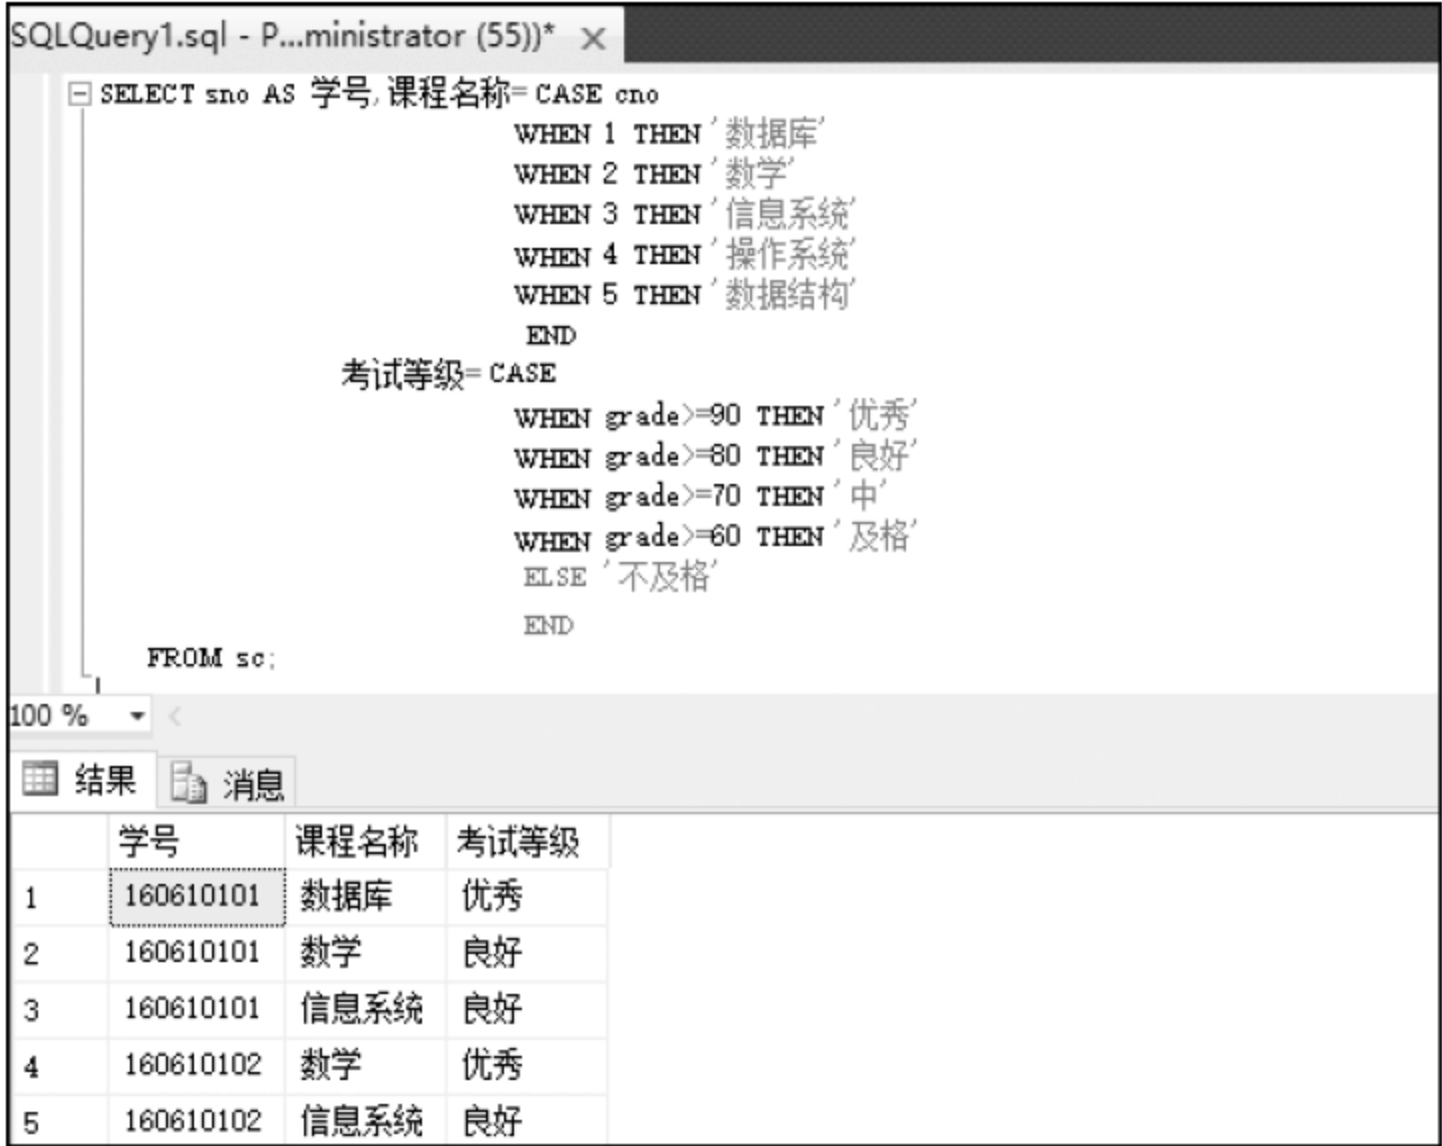 SQLQuery1.sql - P...ministrator (55))* ×
SELECT sno AS 学号,课程名称= CASE cno
WHEN 1 THEN '数据库'
WHEN 2 THEN '数学'
WHEN 3 THEN '信息系统'
WHEN 4 THEN '操作系统'
WHEN 5 THEN '数据结构'
END
考试等级= CASE
WHEN grade>=90 THEN '优秀'
WHEN grade>=80 THEN '良好'
WHEN grade>=70 THEN '中'
WHEN grade>=60 THEN '及格'
ELSE '不及格'
END
FROM sc;
100 %
结果 消息
学号 课程名称 考试等级
1 160610101 数据库 优秀
2 160610101 数学 良好
3 160610101 信息系统 良好
4 160610102 数学 优秀
5 160610102 信息系统 良好